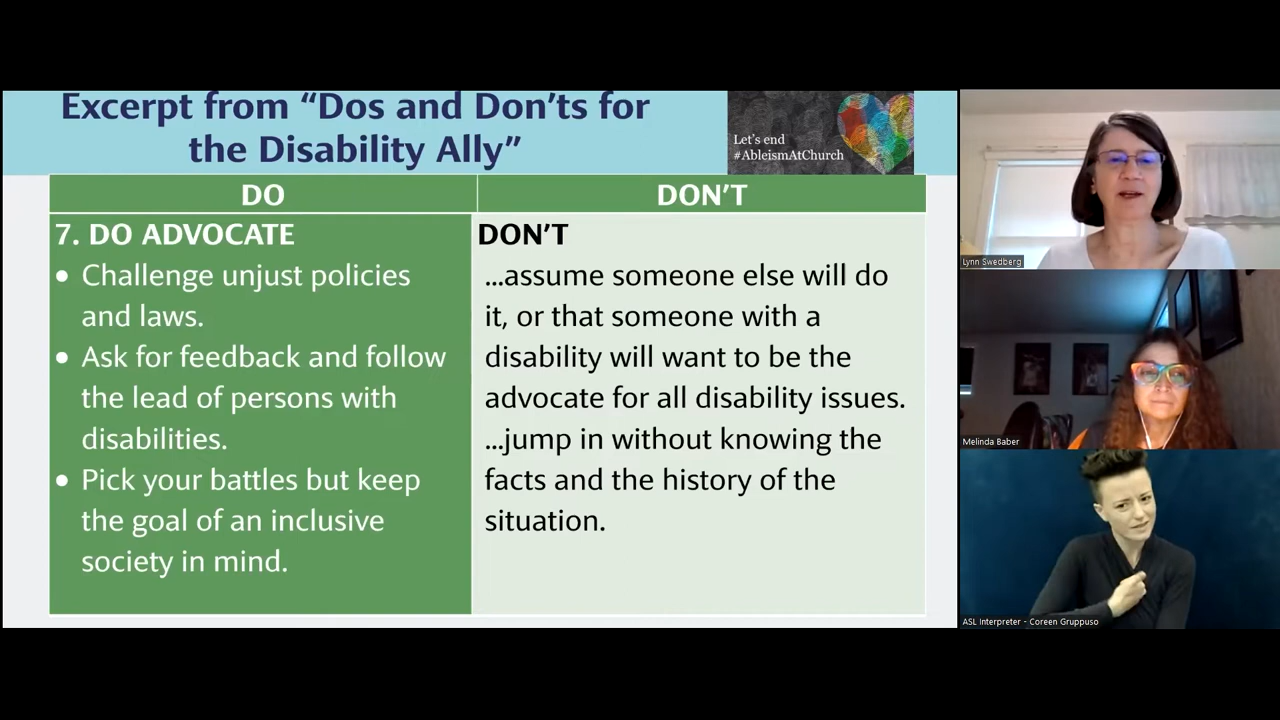 Excerpt from “Dos and Don’ts for
the Disability Ally”
Let’s end
#AbleismAtChurch
DO
DON’T
7. DO ADVOCATE
• Challenge unjust policies
and laws.
• Ask for feedback and follow
the lead of persons with
disabilities.
• Pick your battles but keep
the goal of an inclusive
society in mind.
DON’T
...assume someone else will do
it, or that someone with a
disability will want to be the
advocate for all disability issues.
...jump in without knowing the
facts and the history of the
situation.
Lynn Swedberg
Melinda Baber
ASL Interpreter - Coreen Gruppuso